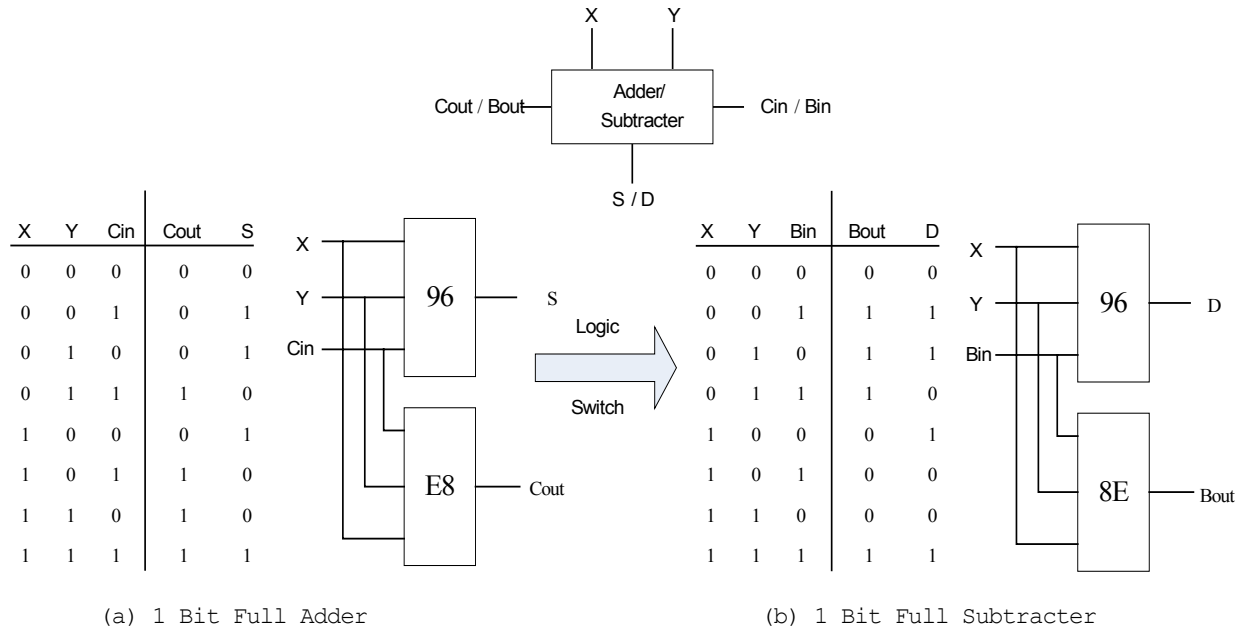 X Y
Adder/
Subtracter
Cout / Bout
Cin / Bin
S / D
X Y Cin Cout S
0 0 0 0 0
0 0 1 0 1
0 1 0 0 1
0 1 1 1 0
1 0 0 0 1
1 0 1 1 0
1 1 0 1 0
1 1 1 1 1
X
Y
Cin
96
S
E8
Cout
Logic
Switch
X Y Bin Bout D
0 0 0 0 0
0 0 1 1 1
0 1 0 1 1
0 1 1 1 0
1 0 0 0 1
1 0 1 0 0
1 1 0 0 0
1 1 1 1 1
X
Y
Bin
96
D
8E
Bout
(a) 1 Bit Full Adder
(b) 1 Bit Full Subtracter